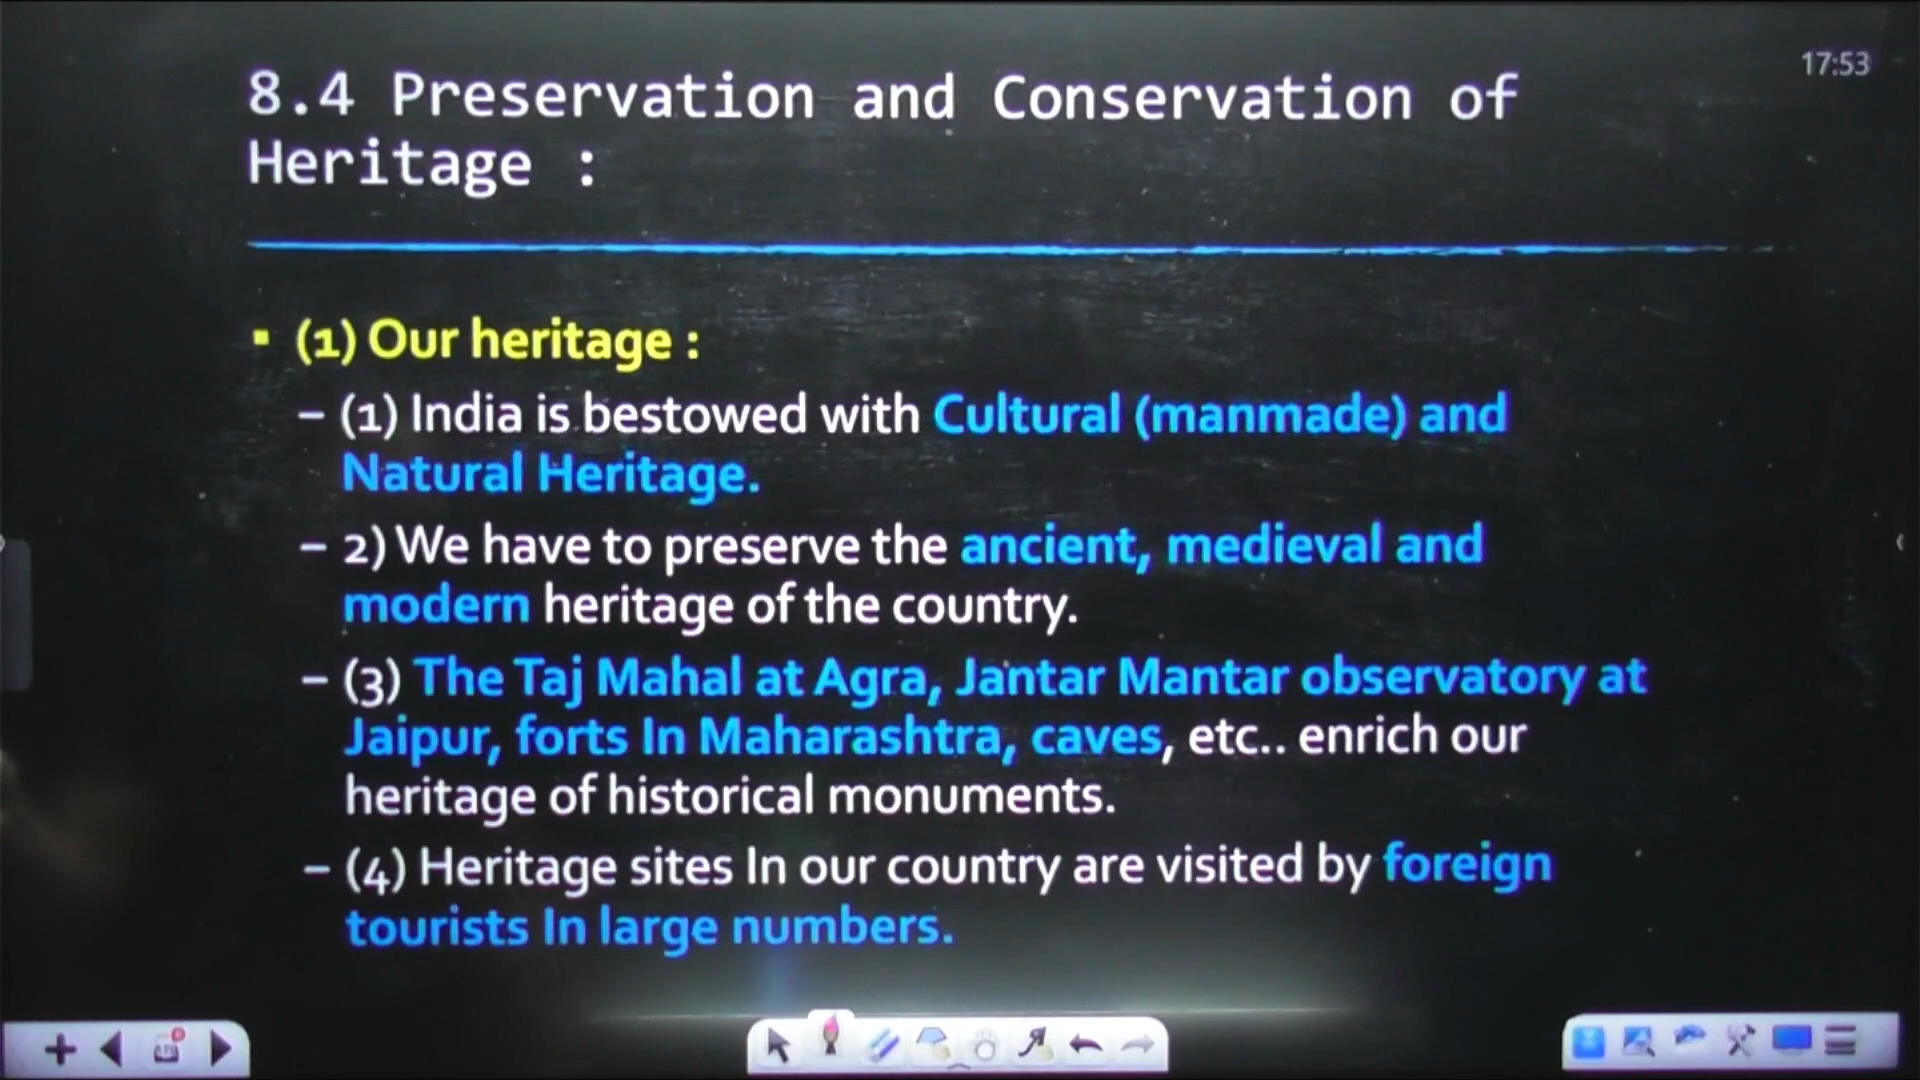 17:53
8.4 Preservation and Conservation of
Heritage :
▪ (1) Our heritage :
– (1) India is bestowed with Cultural (manmade) and
Natural Heritage.
– 2) We have to preserve the ancient, medieval and
modern heritage of the country.
– (3) The Taj Mahal at Agra, Jantar Mantar observatory at
Jaipur, forts In Maharashtra, caves, etc.. enrich our
heritage of historical monuments.
– (4) Heritage sites In our country are visited by foreign
tourists In large numbers.